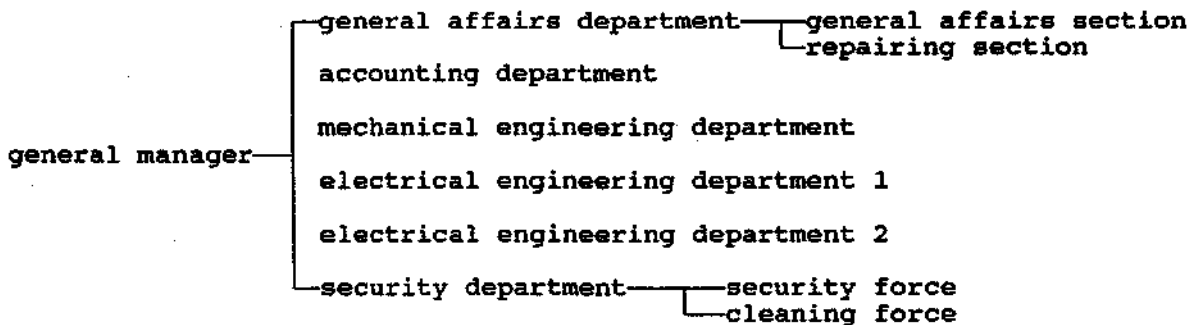 general affairs department general affairs section
repairing section
accounting department
mechanical engineering department
general manager
electrical engineering department 1
electrical engineering department 2
security department security force
cleaning force